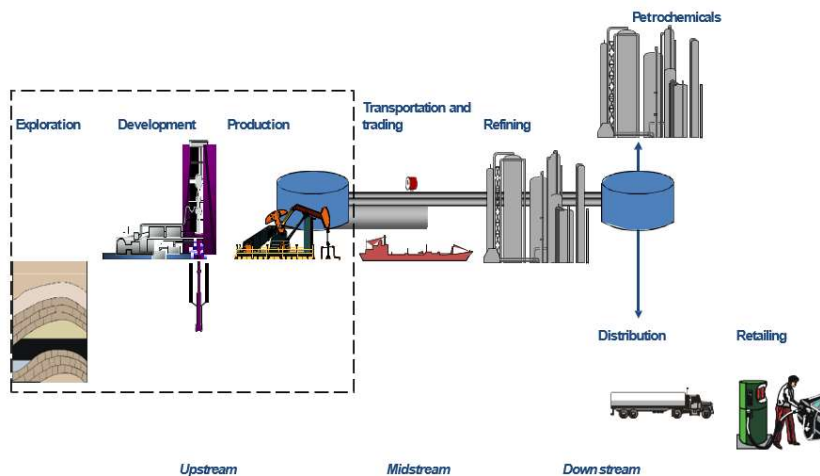 Petrochemicals
Exploration
Development
Production
Transportation and
trading
Refining
Distribution
Retailing
Upstream
Midstream
Down stream